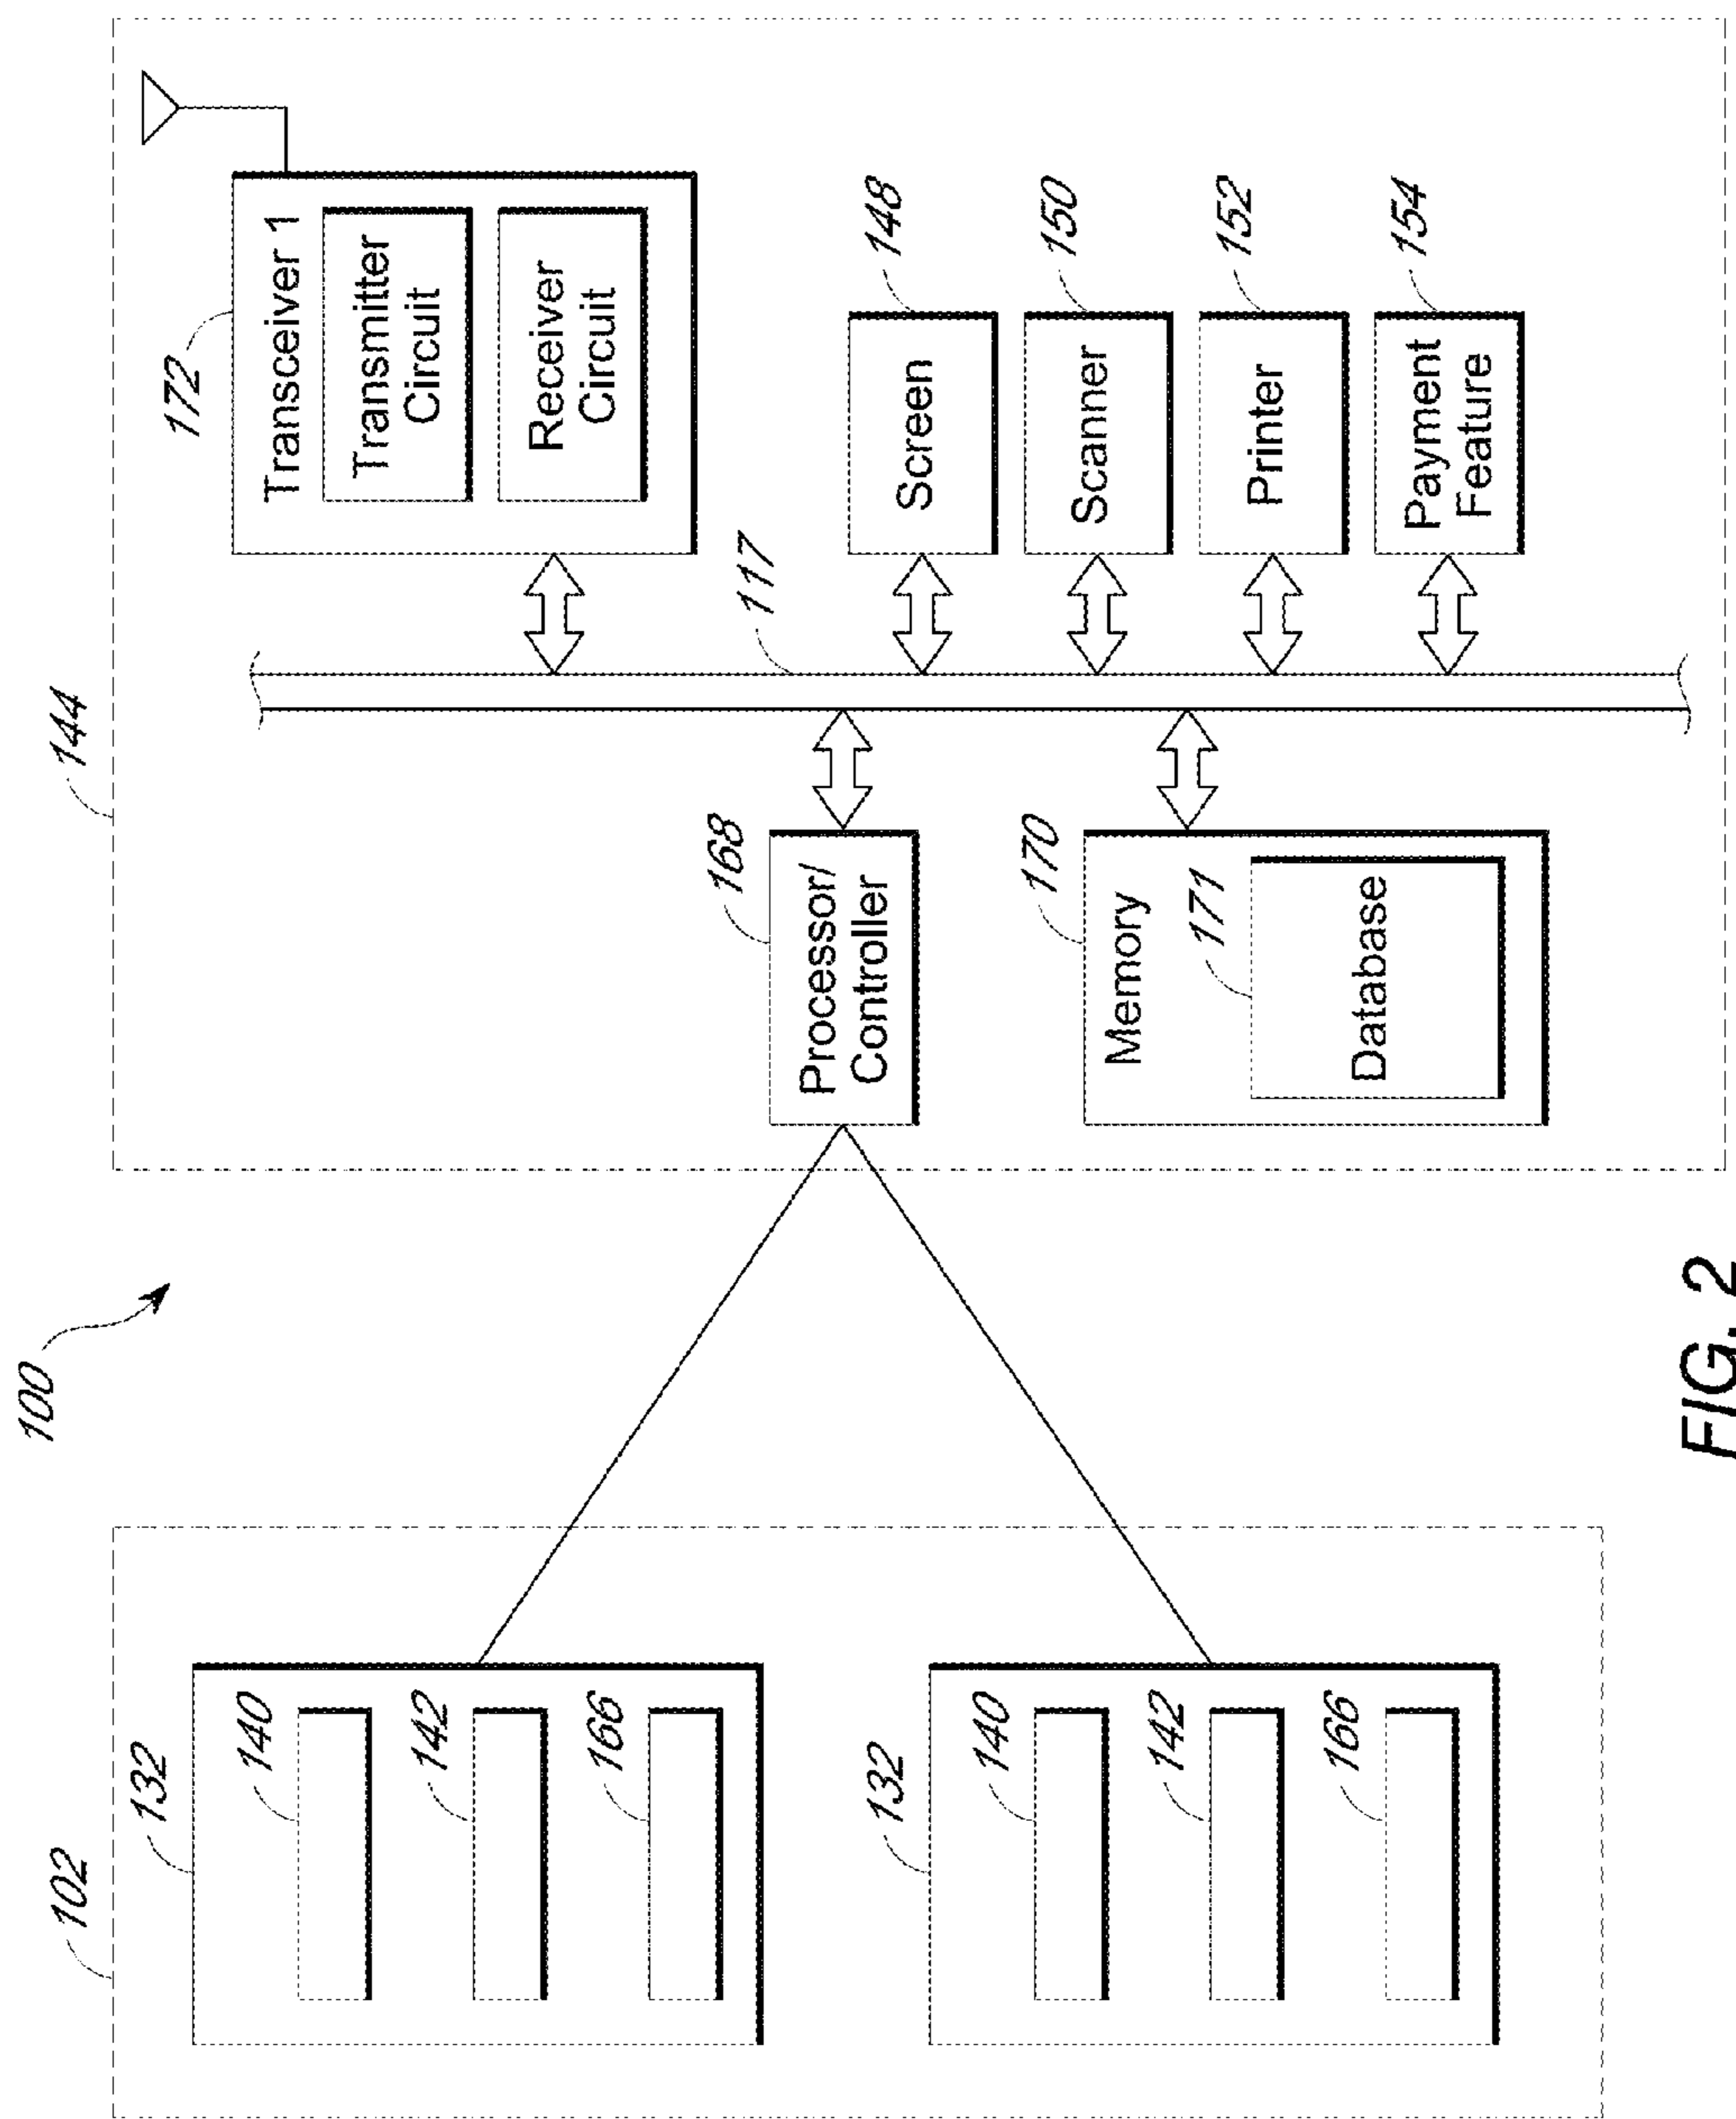 100
102
132
140
142
166
132
140
142
166
144
168
Processor/
Controller
170
Memory
171
Database
117
172
Transceiver 1
Transmitter
Circuit
Receiver
Circuit
Screen
148
Scanner
150
Printer
152
Payment
Feature
154
FIG. 2